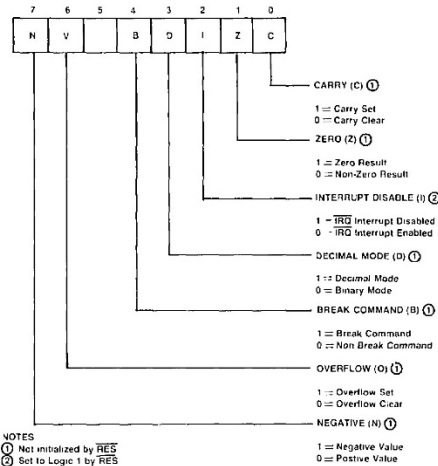 7 6 5 4 3 2 1 0
N V B D I Z C
CARRY (C) ①
1 = Carry Set
0 = Carry Clear
ZERO (Z) ①
1 = Zero Result
0 = Non-Zero Result
INTERRUPT DISABLE (I) ②
1 = IRQ Interrupt Disabled
0 = IRQ Interrupt Enabled
DECIMAL MODE (D) ①
1 = Decimal Mode
0 = Binary Mode
BREAK COMMAND (B) ①
1 = Break Command
0 = Non Break Command
OVERFLOW (O) ①
1 = Overflow Set
0 = Overflow Clear
NEGATIVE (N) ①
1 = Negative Value
0 = Postive Value
NOTES
① Not initialized by RES
② Set to Logic 1 by RES